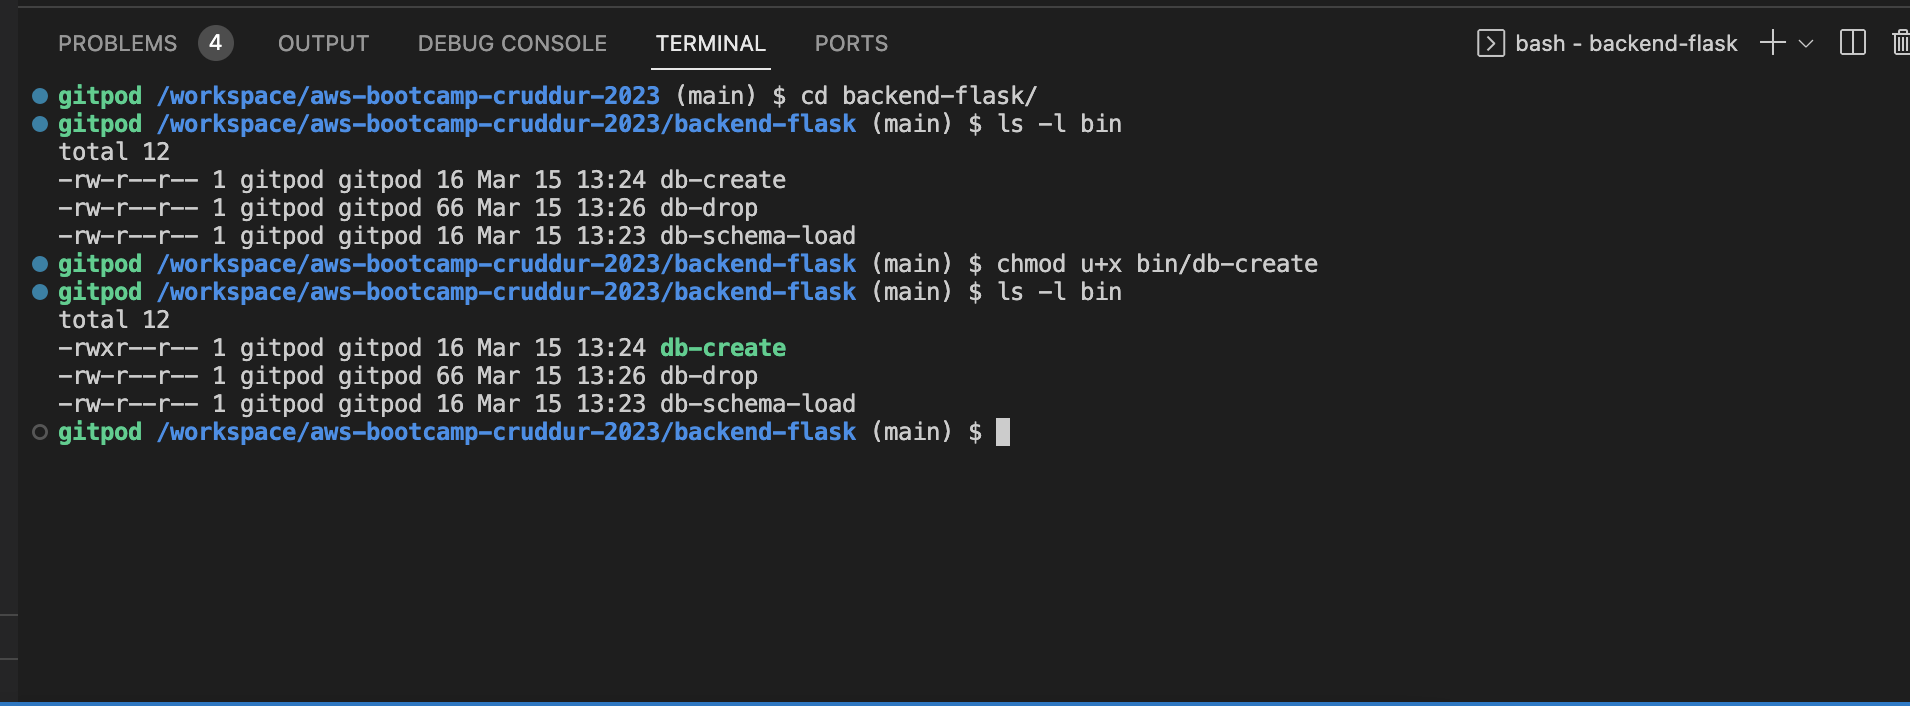 PROBLEMS 4 OUTPUT DEBUG CONSOLE TERMINAL PORTS bash - backend-flask
gitpod /workspace/aws-bootcamp-cruddur-2023 (main) $ cd backend-flask/
gitpod /workspace/aws-bootcamp-cruddur-2023/backend-flask (main) $ ls -l bin
total 12
-rw-r--r-- 1 gitpod gitpod 16 Mar 15 13:24 db-create
-rw-r--r-- 1 gitpod gitpod 66 Mar 15 13:26 db-drop
-rw-r--r-- 1 gitpod gitpod 16 Mar 15 13:23 db-schema-load
gitpod /workspace/aws-bootcamp-cruddur-2023/backend-flask (main) $ chmod u+x bin/db-create
gitpod /workspace/aws-bootcamp-cruddur-2023/backend-flask (main) $ ls -l bin
total 12
-rwxr--r-- 1 gitpod gitpod 16 Mar 15 13:24 db-create
-rw-r--r-- 1 gitpod gitpod 66 Mar 15 13:26 db-drop
-rw-r--r-- 1 gitpod gitpod 16 Mar 15 13:23 db-schema-load
gitpod /workspace/aws-bootcamp-cruddur-2023/backend-flask (main) $